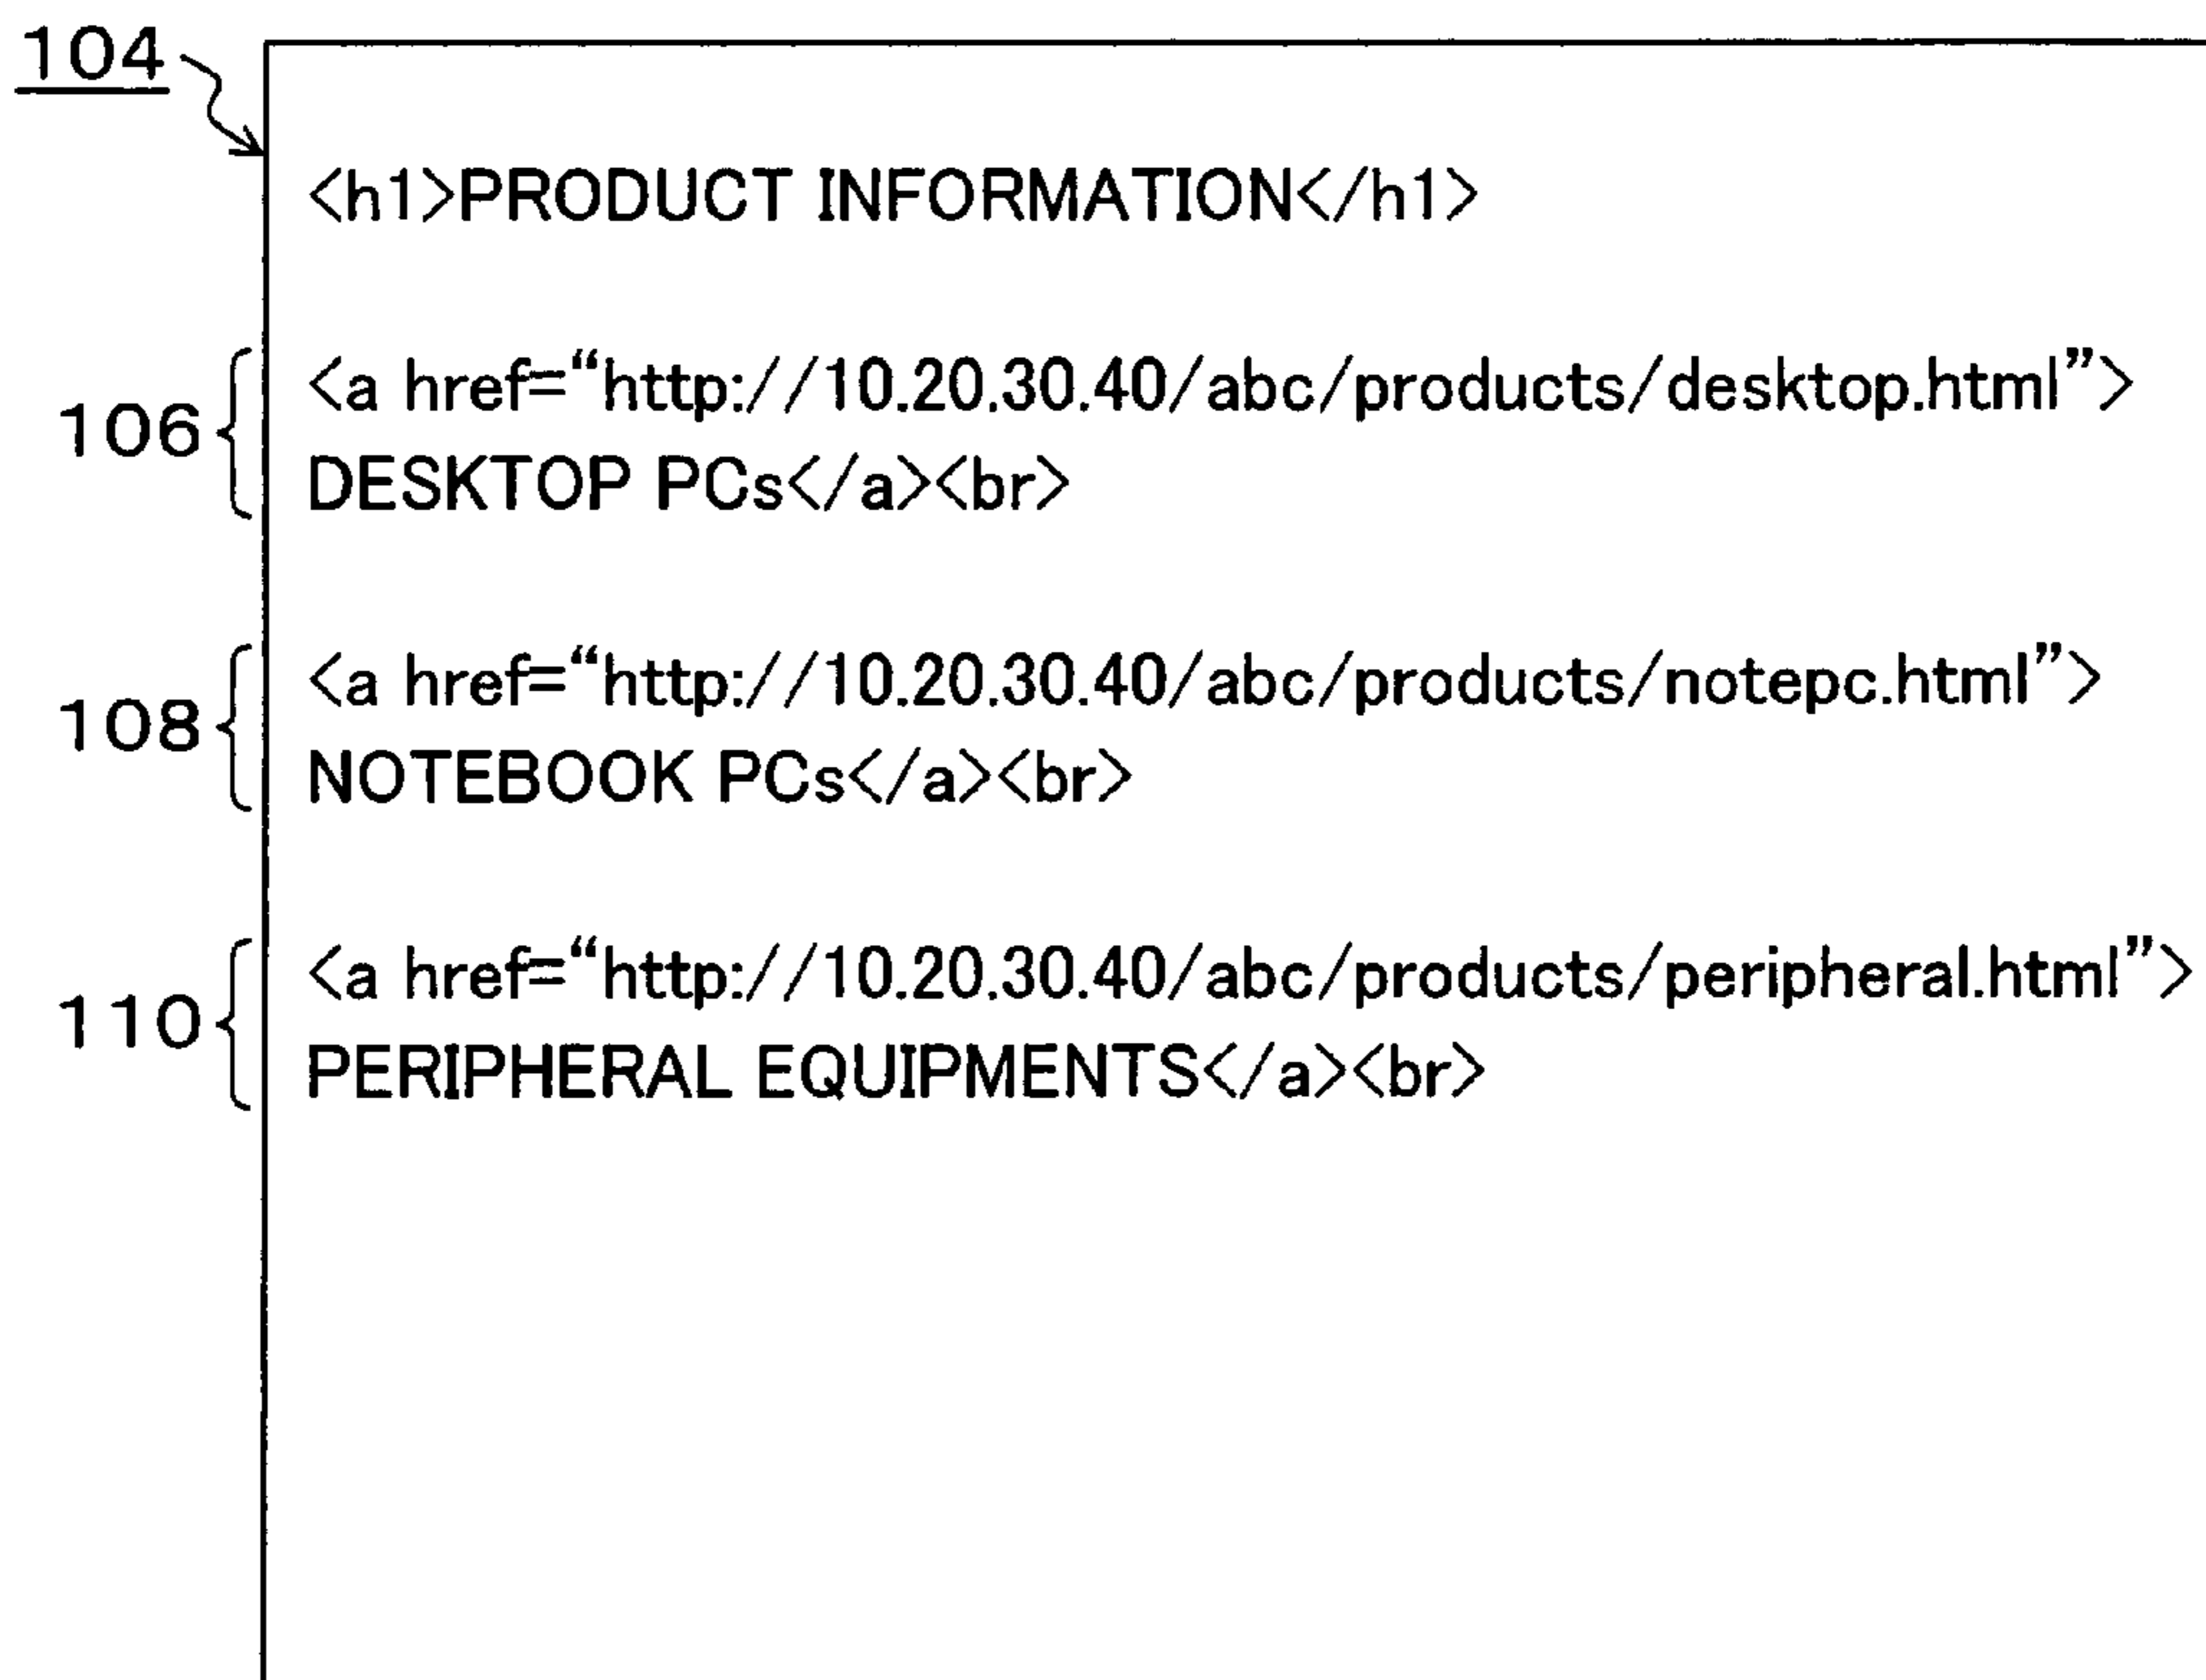 104
<h1>PRODUCT INFORMATION</h1>
106
<a href=“http://10.20.30.40/abc/products/desktop.html”>
DESKTOP PCs</a><br>
108
<a href=“http://10.20.30.40/abc/products/notepc.html”>
NOTEBOOK PCs</a><br>
110
<a href=“http://10.20.30.40/abc/products/peripheral.html”>
PERIPHERAL EQUIPMENTS</a><br>